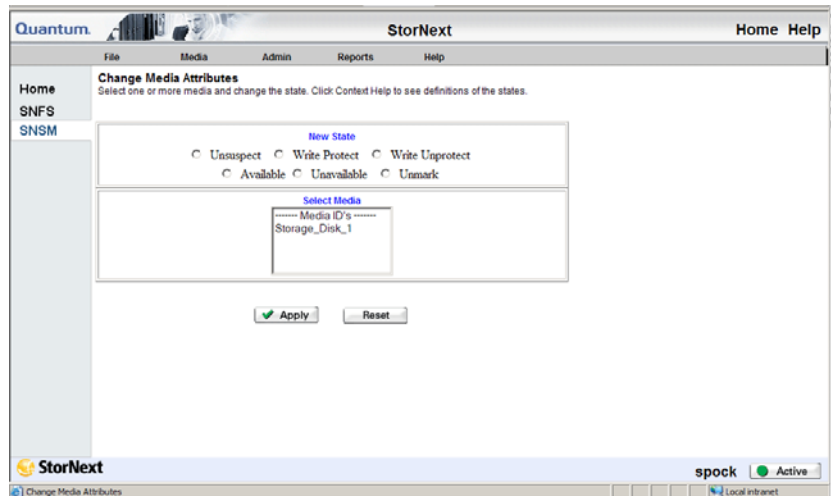 Quantum. StorNext Home Help
File Media Admin Reports Help
Home
SNFS
SNSM
Change Media Attributes
Select one or more media and change the state. Click Context Help to see definitions of the states.
New State
Unsuspect Write Protect Write Unprotect
Available Unavailable Unmark
Select Media
------- Media ID's -------
Storage_Disk_1
Apply Reset
StorNext spock Active
Change Media Attributes Local intranet